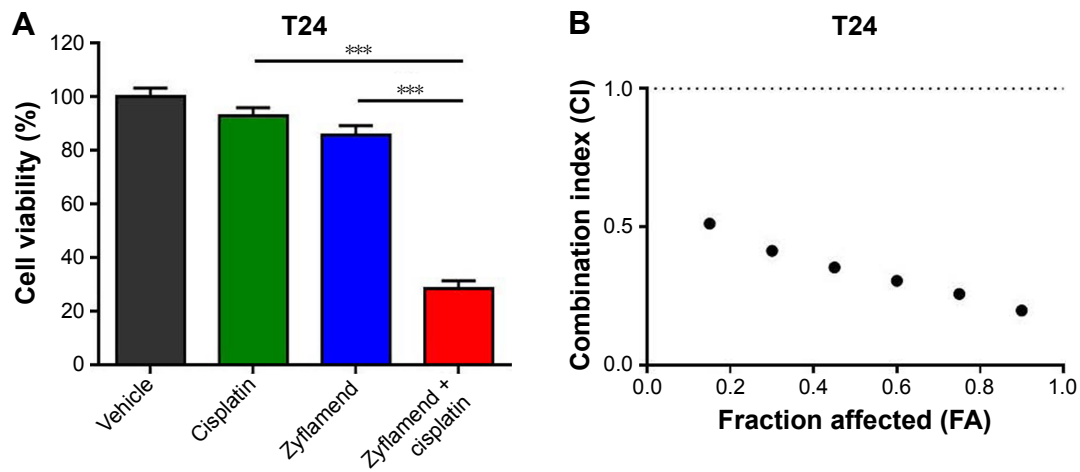 A
T24
120
100
80
60
40
20
0
Cell viability (%)
***
***
Vehicle
Cisplatin
Zyflamend
Zyflamend +
cisplatin
B
T24
1.0
0.5
0.0
Combination index (CI)
0.0 0.2 0.4 0.6 0.8 1.0
Fraction affected (FA)